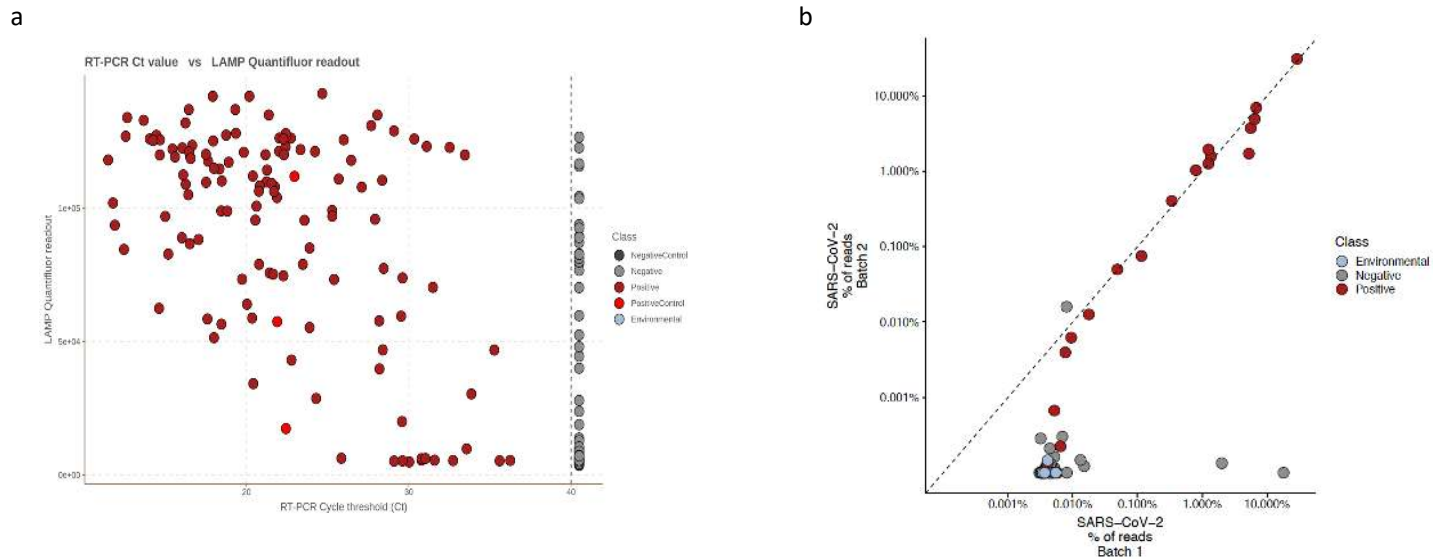 a
RT-PCR Ct value vs LAMP Quantifluor readout
LAMP Quantifluor readout
1e+05
5e+04
0e+00
20
30
40
RT-PCR Cycle threshold (Ct)
Class
NegativeControl
Negative
Positive
PositiveControl
Environmental
b
SARS-CoV-2
% of reads
Batch 2
10.000%
1.000%
0.100%
0.010%
0.001%
0.001%
0.010%
0.100%
1.000%
10.000%
SARS-CoV-2
% of reads
Batch 1
Class
Environmental
Negative
Positive